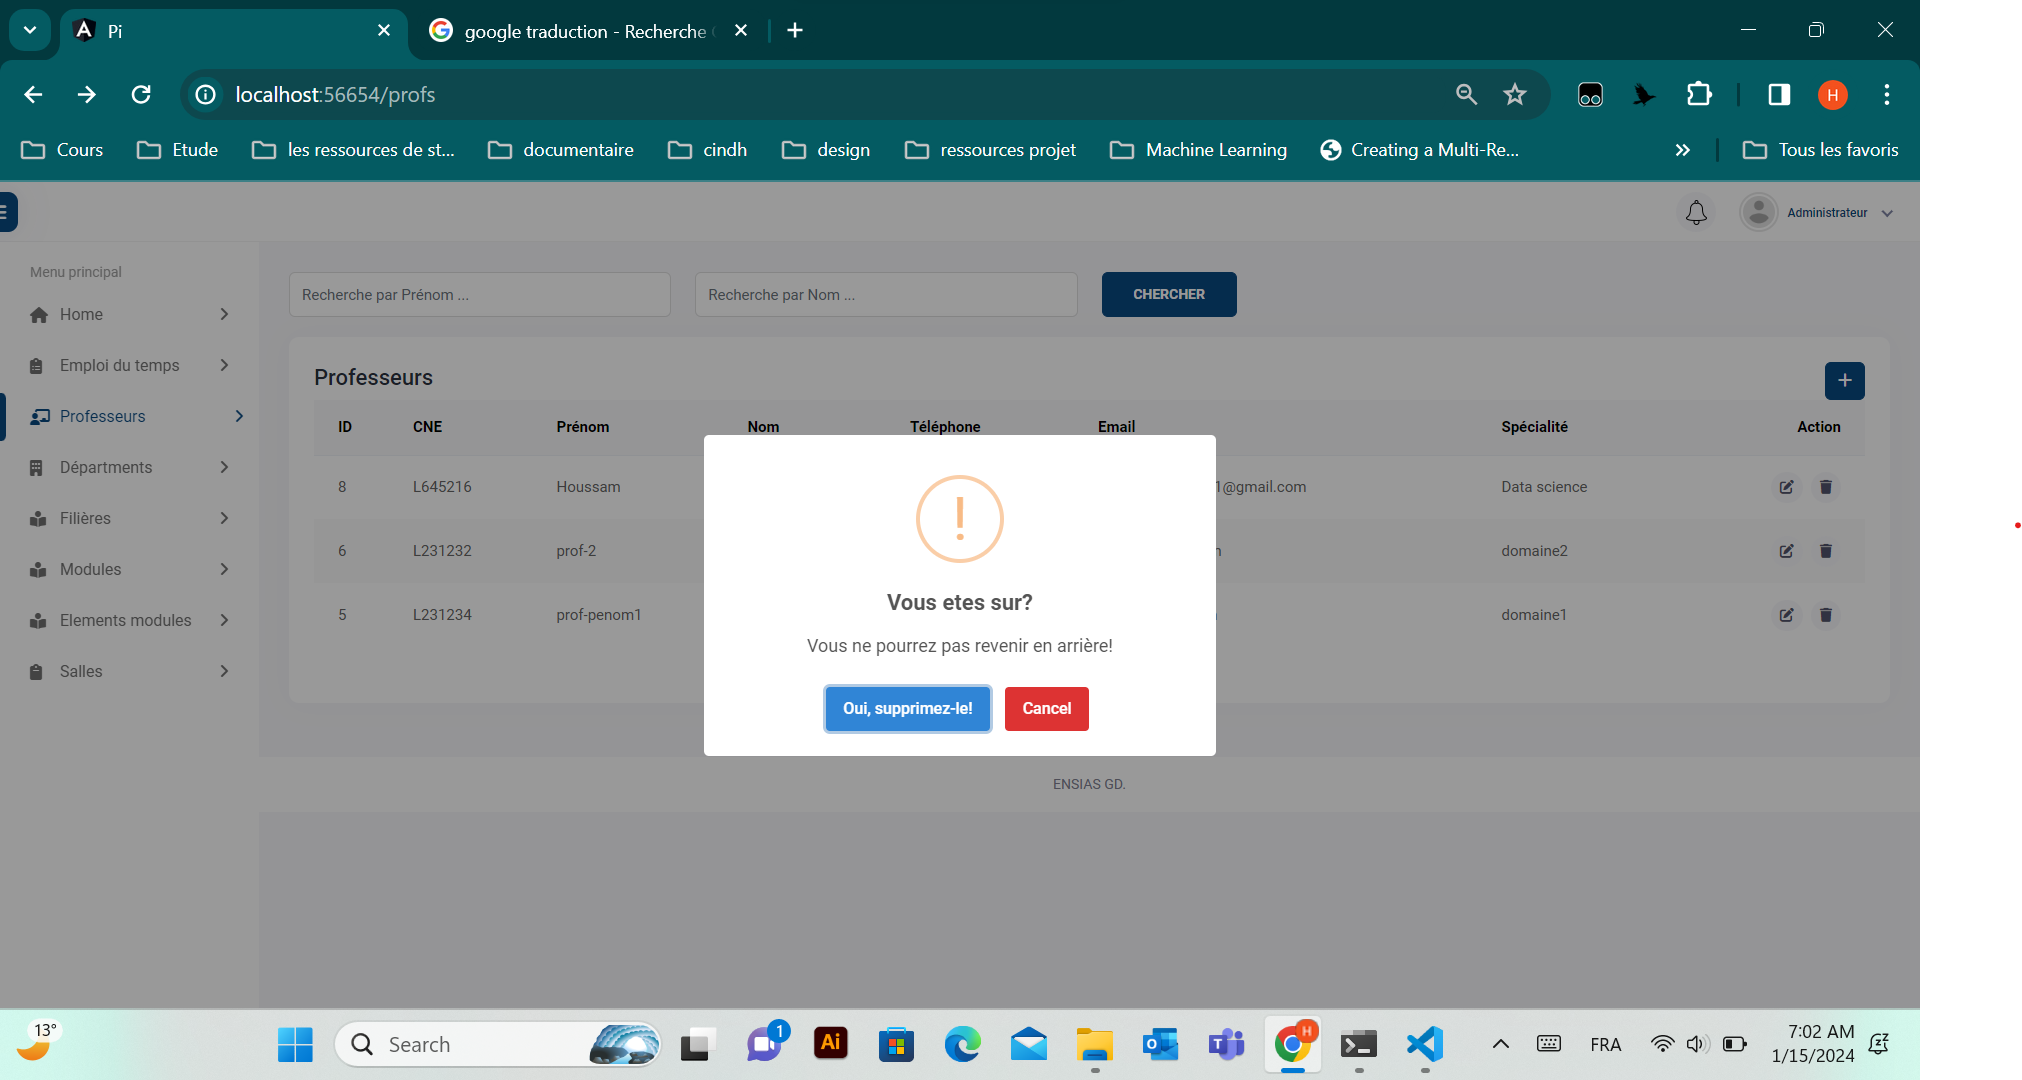 Pi
google traduction - Recherche
localhost:56654/profs
H
Cours
Etude
les ressources de st...
documentaire
cindh
design
ressources projet
Machine Learning
Creating a Multi-Re...
Tous les favoris
Administrateur
Menu principal
Home
Emploi du temps
Professeurs
Départments
Filières
Modules
Elements modules
Salles
Recherche par Prénom ...
Recherche par Nom ...
CHERCHER
Professeurs
+
ID CNE Prénom Nom Téléphone Email Spécialité Action
8 L645216 Houssam 1@gmail.com Data science
6 L231232 prof-2 domaine2
5 L231234 prof-penom1 domaine1
!
Vous etes sur?
Vous ne pourrez pas revenir en arrière!
Oui, supprimez-le!
Cancel
ENSIAS GD.
13°
Search
1
Ai
H
FRA
7:02 AM
1/15/2024